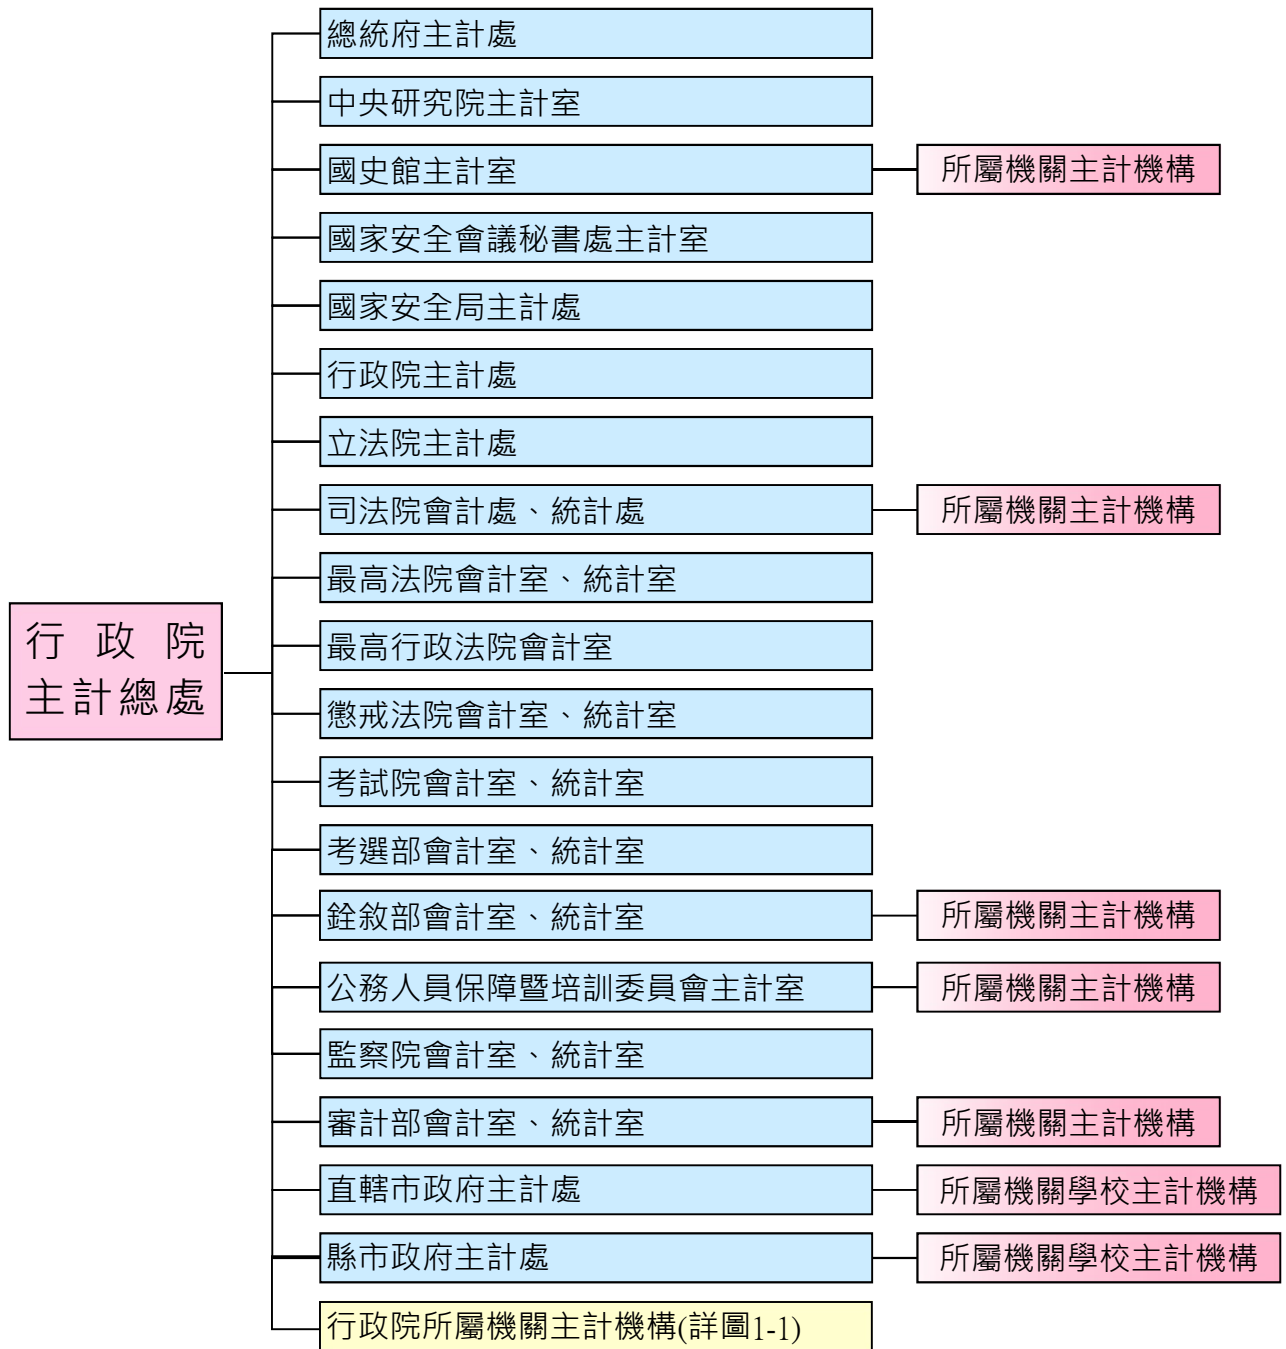 行政院
主計總處
總統府主計處
中央研究院主計室
國史館主計室
所屬機關主計機構
國家安全會議秘書處主計室
國家安全局主計處
行政院主計處
立法院主計處
司法院會計處、統計處
所屬機關主計機構
最高法院會計室、統計室
最高行政法院會計室
懲戒法院會計室、統計室
考試院會計室、統計室
考選部會計室、統計室
銓敘部會計室、統計室
所屬機關主計機構
公務人員保障暨培訓委員會主計室
所屬機關主計機構
監察院會計室、統計室
審計部會計室、統計室
所屬機關主計機構
直轄市政府主計處
所屬機關學校主計機構
縣市政府主計處
所屬機關學校主計機構
行政院所屬機關主計機構(詳圖1-1)